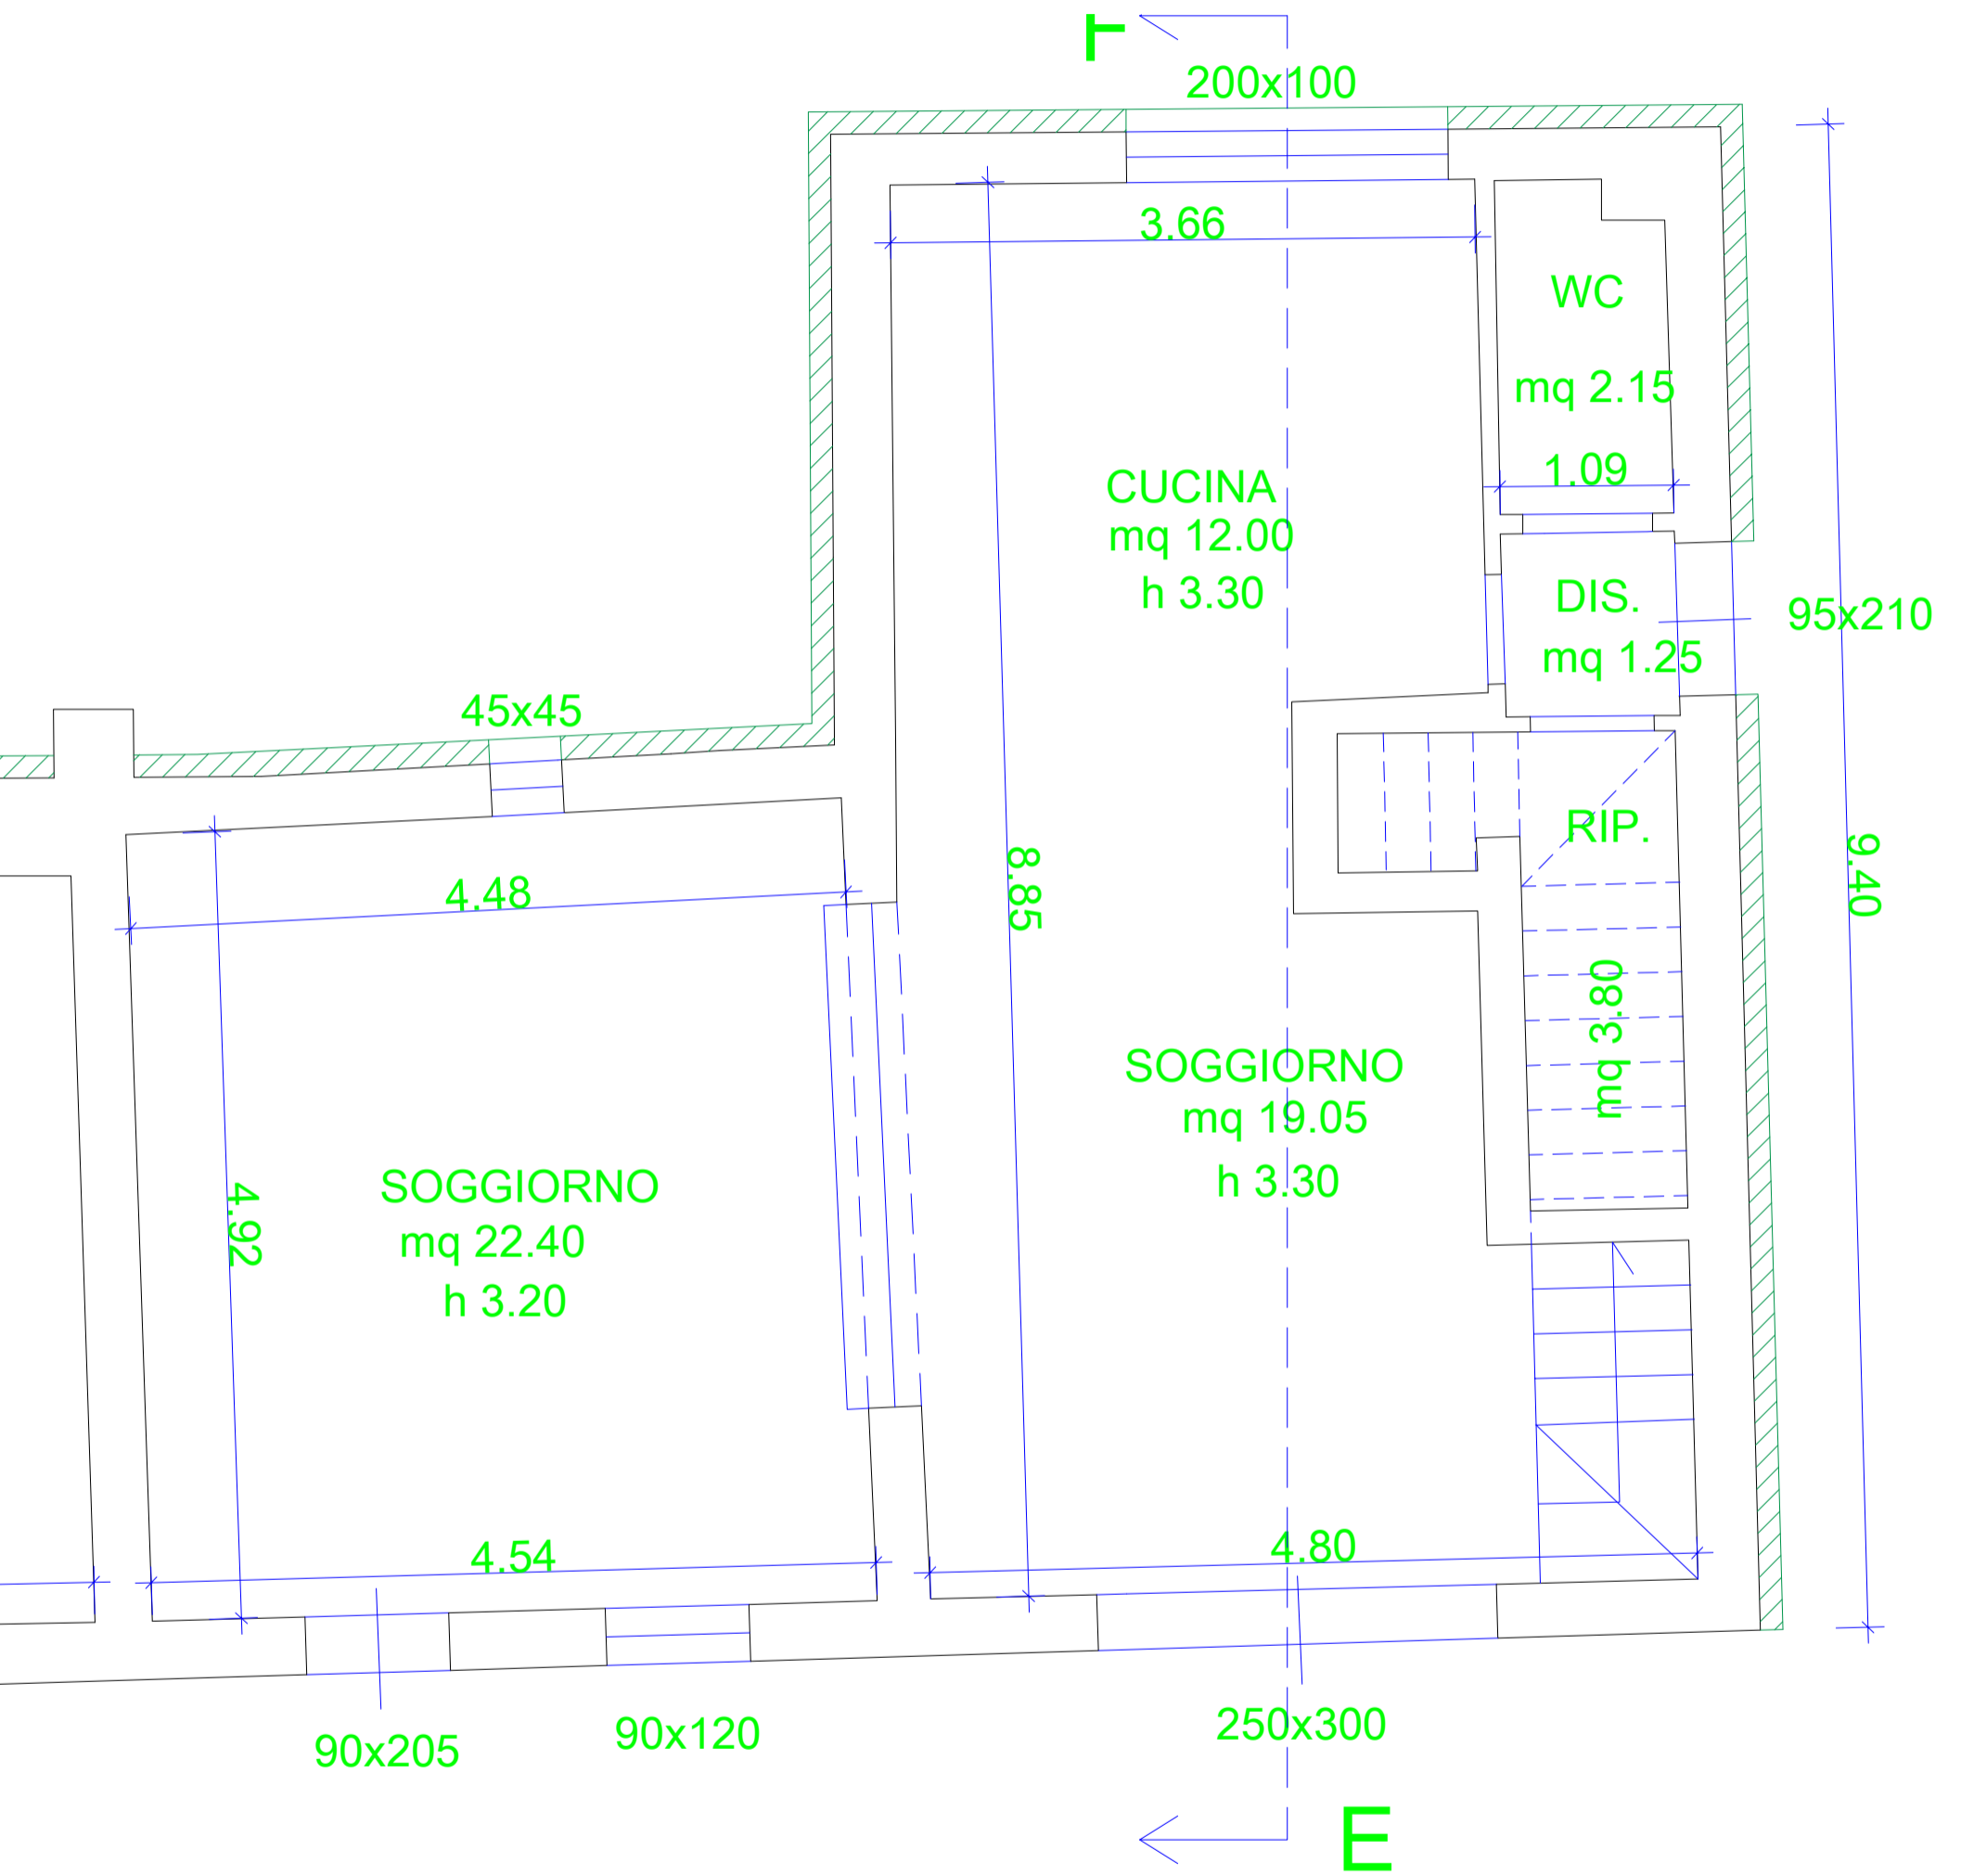 200x100
3.66
WC
mq 2.15
1.09
CUCINA
mq 12.00
h 3.30
DIS.
mq 1.25
95x210
45x45
RIP.
mq 3.80
9.40
8.85
4.48
SOGGIORNO
mq 19.05
h 3.30
SOGGIORNO
mq 22.40
h 3.20
4.92
4.54
4.80
90x205
90x120
250x300
E